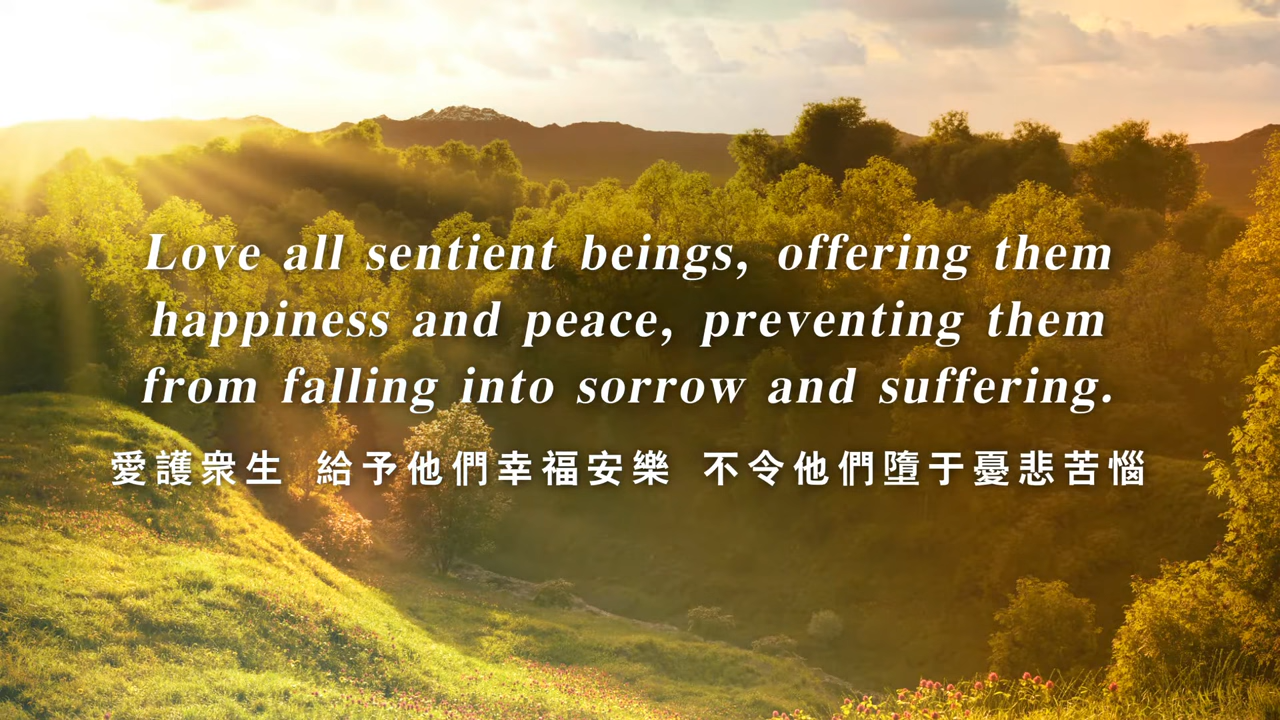 Love all sentient beings, offering them
happiness and peace, preventing them
from falling into sorrow and suffering.
愛護衆生 給予他們幸福安樂 不令他們墮于憂悲苦惱